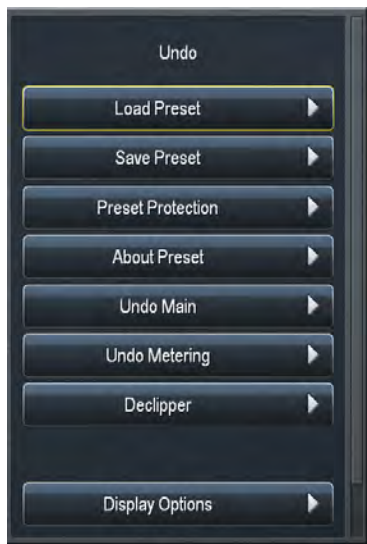 Undo
Load Preset
Save Preset
Preset Protection
About Preset
Undo Main
Undo Metering
Declipper
Display Options